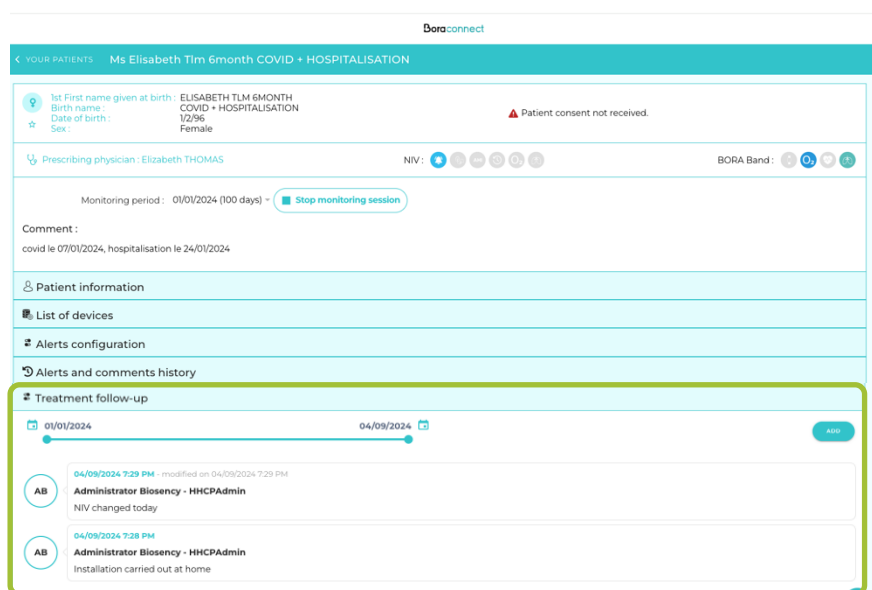 Boraconnect
< YOUR PATIENTS Ms Elisabeth Tlm 6month COVID + HOSPITALISATION
1st First name given at birth : ELISABETH TLM 6MONTH
Birth name : COVID + HOSPITALISATION
Date of birth : 1/2/96
Sex : Female
Patient consent not received.
Prescribing physician : Elizabeth THOMAS NIV : O₂ BORA Band : O₂
Monitoring period : 01/01/2024 (100 days) Stop monitoring session
Comment :
covid le 07/01/2024, hospitalisation le 24/01/2024
Patient information
List of devices
Alerts configuration
Alerts and comments history
Treatment follow-up
01/01/2024 04/09/2024 ADD
04/09/2024 7:29 PM - modified on 04/09/2024 7:29 PM
AB Administrator Biosency - HHCPAdmin
NIV changed today
04/09/2024 7:28 PM
AB Administrator Biosency - HHCPAdmin
Installation carried out at home